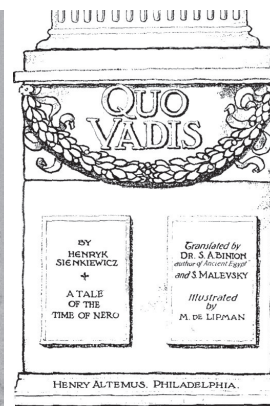 QUO
VADIS
BY
HENRYK
SIENKIEWICZ
A TALE
OF THE
TIME OF NERO
Translated by
DR. S. A. BINION
author of Ancient Egypt
and S. MALEVSKY
Illustrated
by
M. DE LIPMAN
HENRY ALTEMUS. PHILADELPHIA.